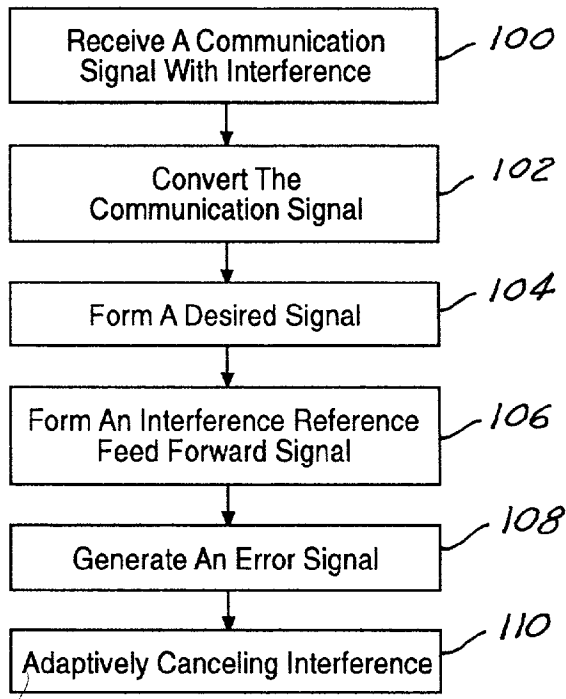 Receive A Communication
Signal With Interference
100
Convert The
Communication Signal
102
Form A Desired Signal
104
Form An Interference Reference
Feed Forward Signal
106
Generate An Error Signal
108
Adaptively Canceling Interference
110